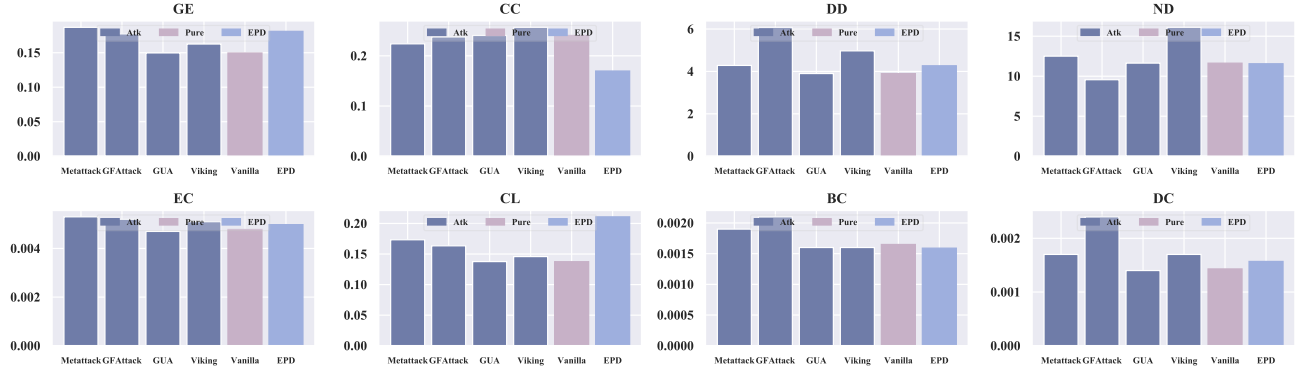 GE
Atk Pure EPD
0.15
0.10
0.05
0.00
Metattack GFAttack GUA Viking Vanilla EPD
CC
Atk Pure EPD
0.2
0.1
0.0
Metattack GFAttack GUA Viking Vanilla EPD
DD
Atk Pure EPD
6
4
2
0
Metattack GFAttack GUA Viking Vanilla EPD
ND
Atk Pure EPD
15
10
5
0
Metattack GFAttack GUA Viking Vanilla EPD
EC
Atk Pure EPD
0.004
0.002
0.000
Metattack GFAttack GUA Viking Vanilla EPD
CL
Atk Pure EPD
0.20
0.15
0.10
0.05
0.00
Metattack GFAttack GUA Viking Vanilla EPD
BC
Atk Pure EPD
0.0020
0.0015
0.0010
0.0005
0.0000
Metattack GFAttack GUA Viking Vanilla EPD
DC
Atk Pure EPD
0.002
0.001
0.000
Metattack GFAttack GUA Viking Vanilla EPD